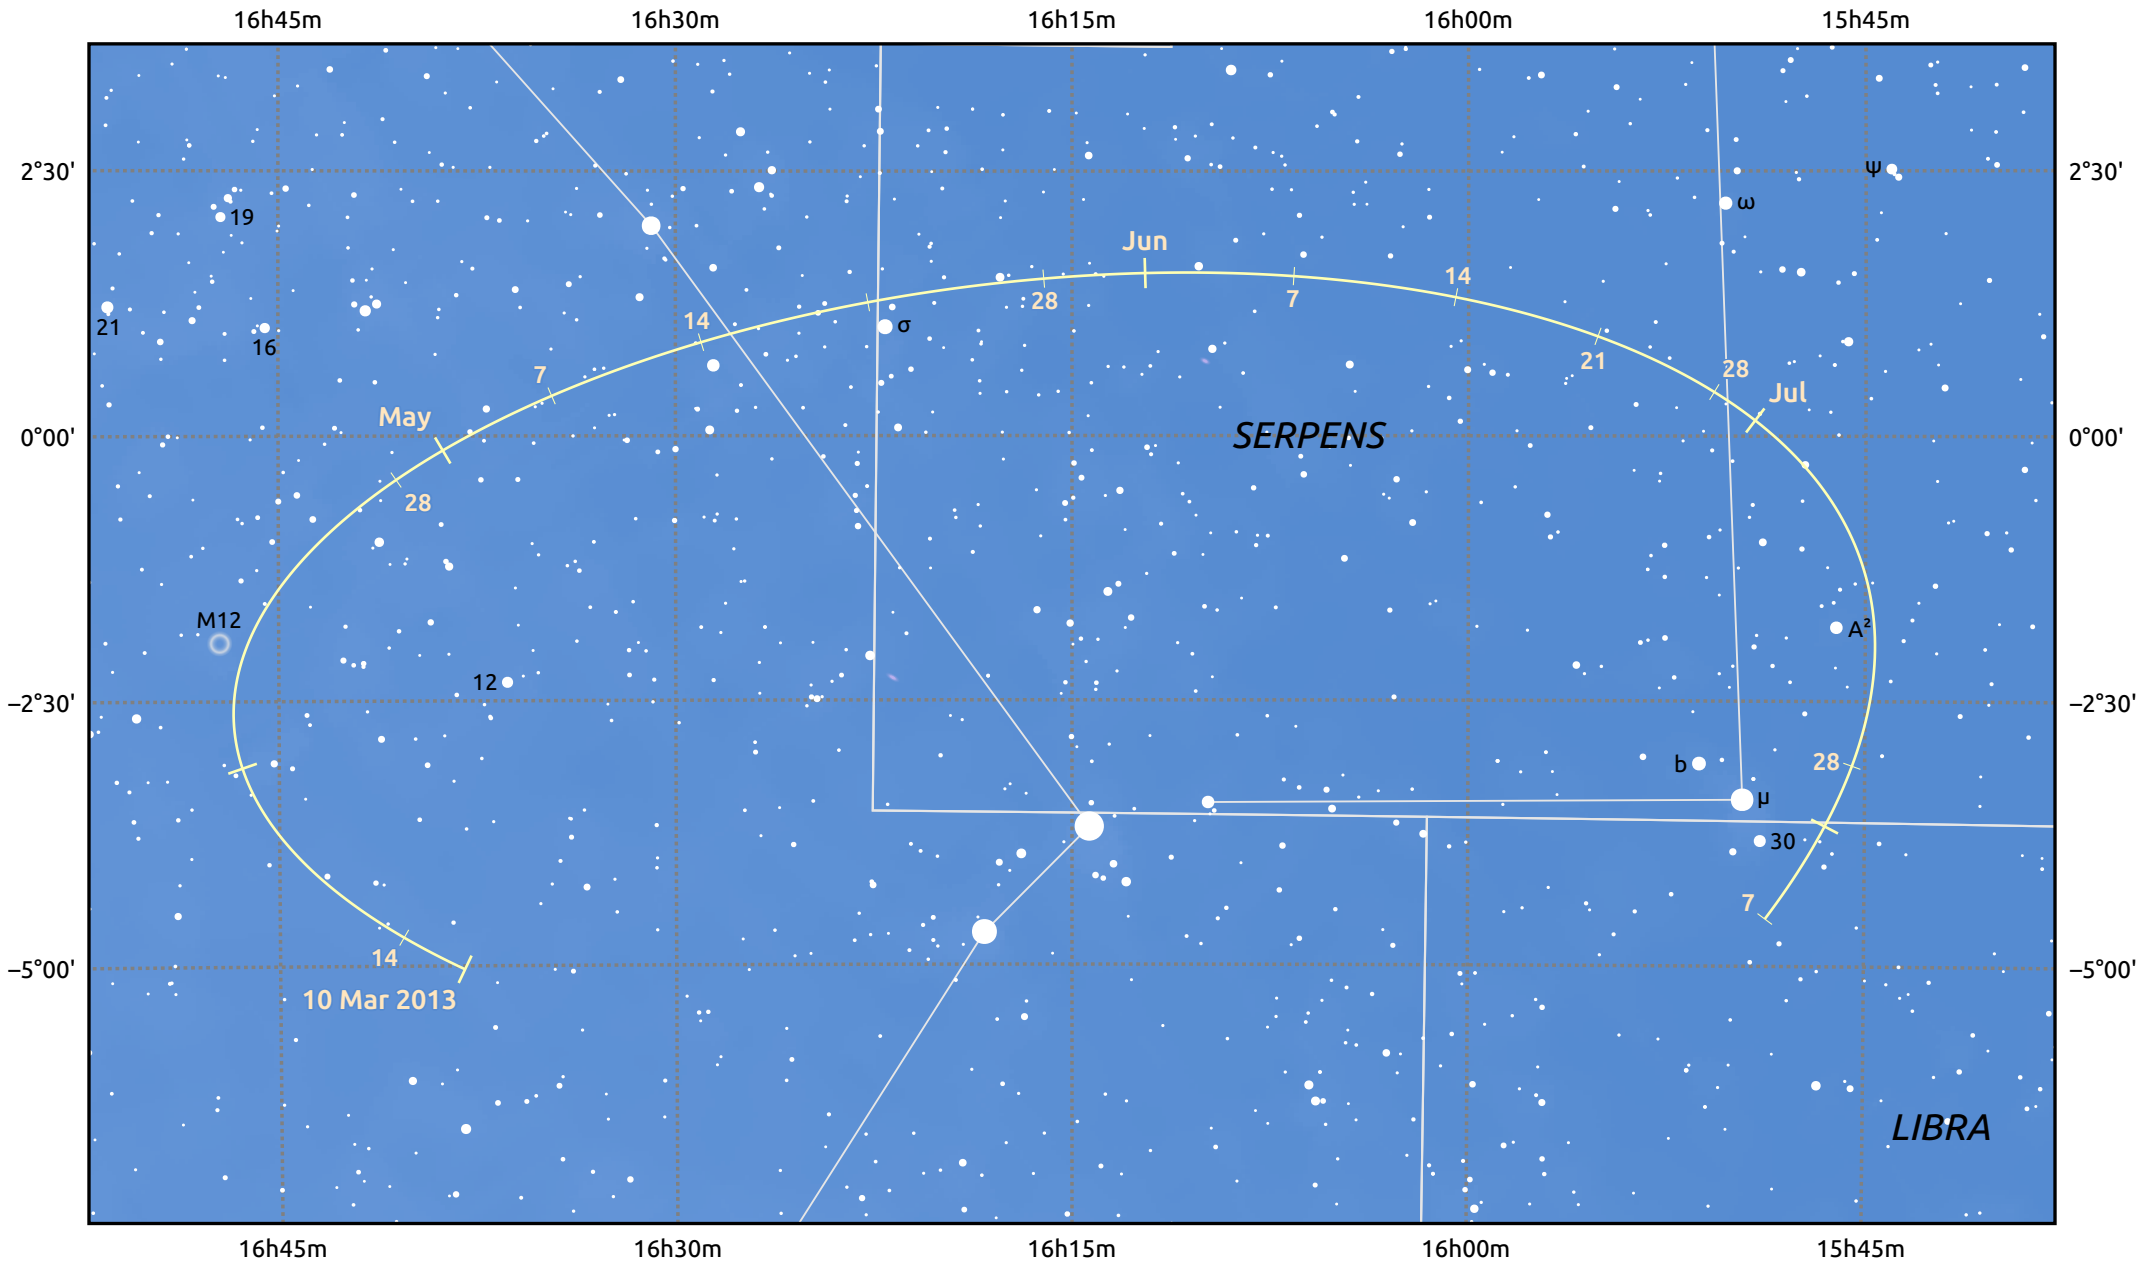 16h45m 16h30m 16h15m 16h00m 15h45m
2°30' 2°30'
ψ
ω
19
Jun
14
28 7
21
σ
14
16
21
28
7
Jul
May
0°00' SERPENS 0°00'
28
M12
A²
12
−2°30' −2°30'
b 28
μ
30
7
14
−5°00' −5°00'
10 Mar 2013
LIBRA
16h45m 16h30m 16h15m 16h00m 15h45m